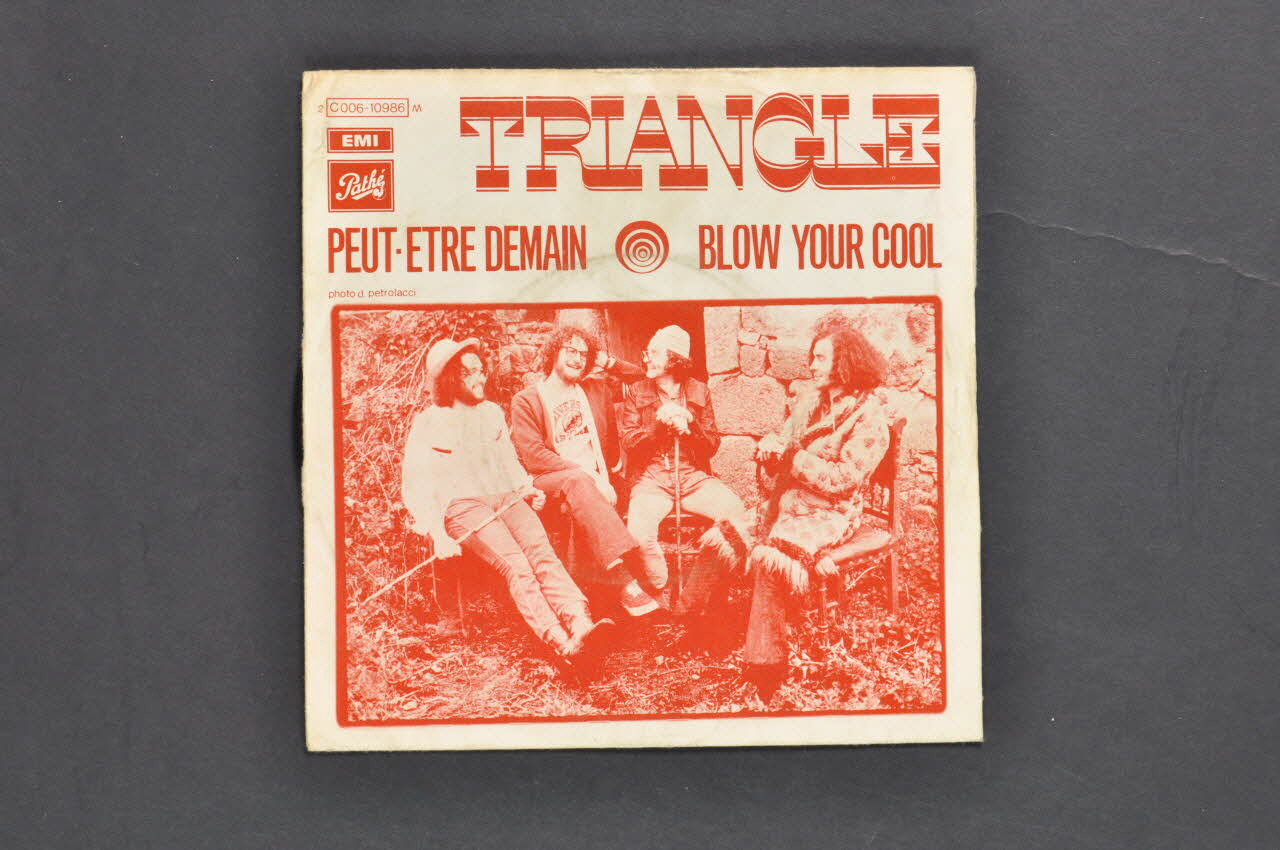 2 C006-10986 M
EMI
Pathé
TRIANGLE
PEUT-ETRE DEMAIN BLOW YOUR COOL
photo d. petrolacci